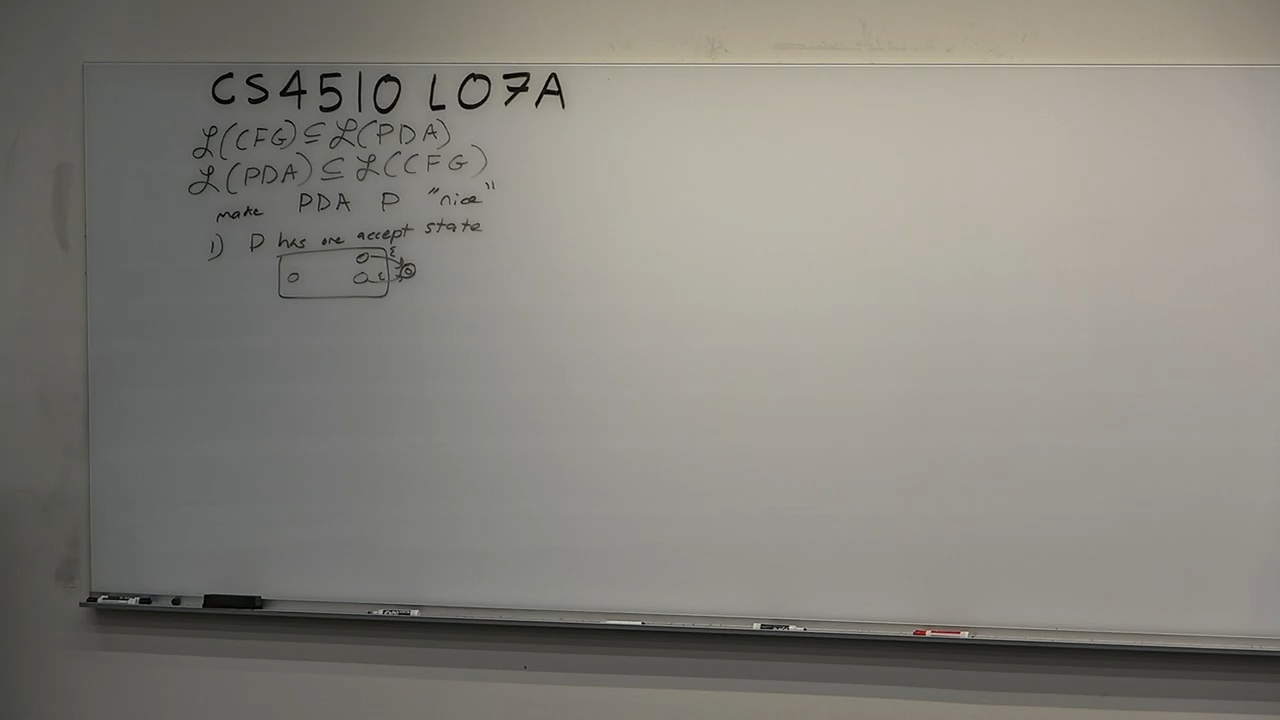 CS4510 L07A
ℒ(CFG)⊆ℒ(PDA)
ℒ(PDA)⊆ℒ(CFG)
make PDA P "nice"
1) P has one accept state
ε
ε